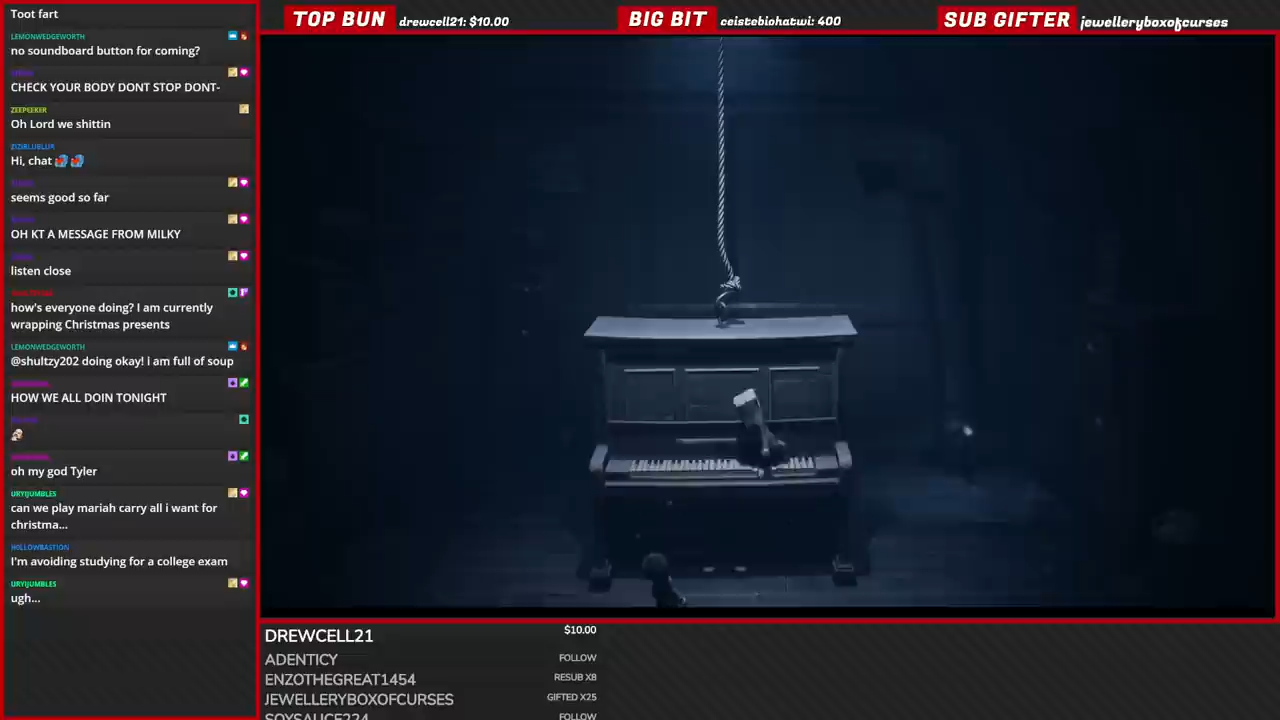 TOP BUN drewcell21: $10.00
BIG BIT ceistebiohatwi: 400
SUB GIFTER jewelleryboxofcurses
Toot fart
LEMONWEDGEWORTH
no soundboard button for coming?
CHECK YOUR BODY DONT STOP DONT-
ZEEPEEKER
Oh Lord we shittin
Hi, chat
seems good so far
OH KT A MESSAGE FROM MILKY
listen close
how's everyone doing? I am currently
wrapping Christmas presents
LEMONWEDGEWORTH
@shultzy202 doing okay! i am full of soup
HOW WE ALL DOIN TONIGHT
oh my god Tyler
URYIJUMBLES
can we play mariah carry all i want for
christma...
H0LLOWBASTION
I'm avoiding studying for a college exam
URYIJUMBLES
ugh...
DREWCELL21 $10.00
ADENTICY FOLLOW
ENZOTHEGREAT1454 RESUB X8
JEWELLERYBOXOFCURSES GIFTED X25
SOYSAUCE224 FOLLOW